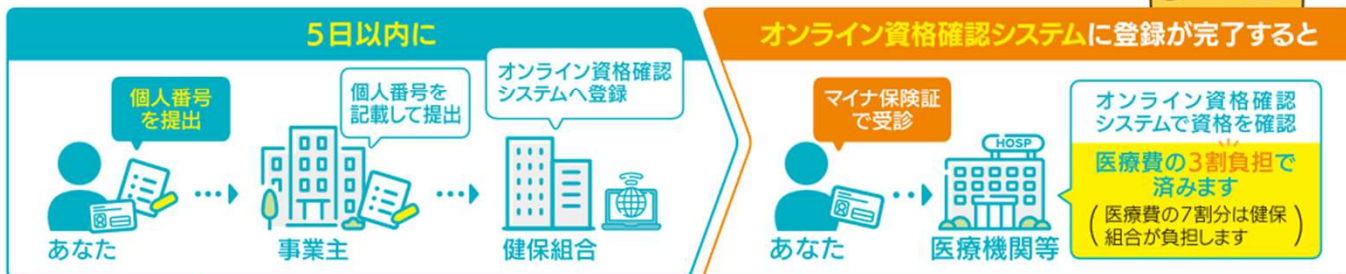 5日以内に
個人番号
を提出
あなた
個人番号を
記載して提出
事業主
オンライン資格確認
システムへ登録
健保組合
オンライン資格確認システムに登録が完了すると
マイナ保険証
で受診
あなた
HOSP
医療機関等
オンライン資格確認
システムで資格を確認
医療費の3割負担で
済みます
(医療費の7割分は健保
組合が負担します)